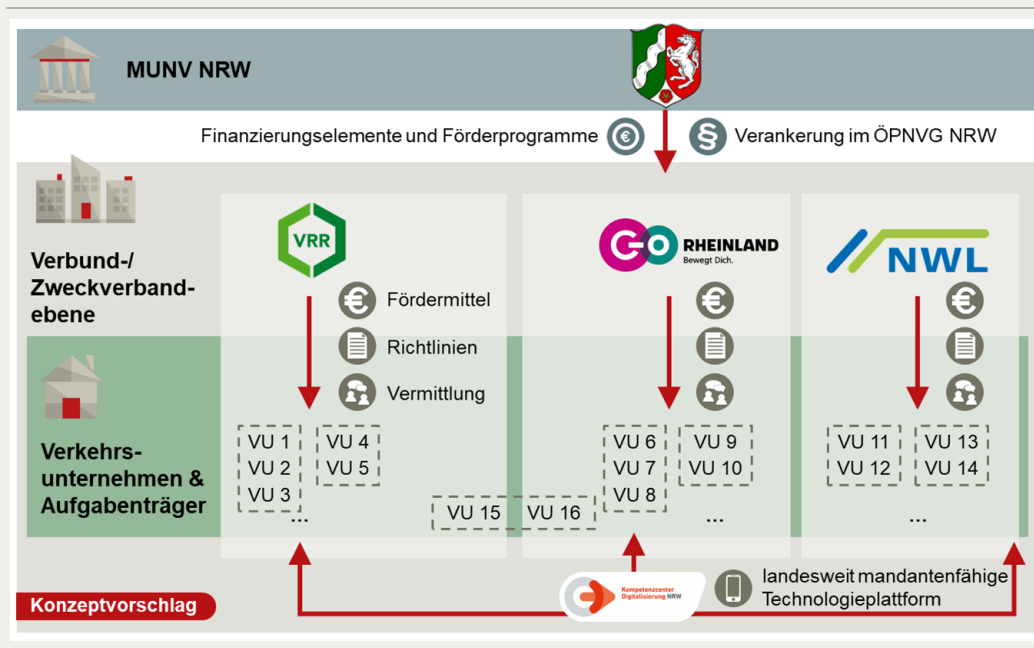 MUNV NRW
Finanzierungselemente und Förderprogramme
Verankerung im ÖPNVG NRW
Verbund-/
Zweckverband-
ebene
VRR
GO RHEINLAND
Bewegt Dich.
NWL
Fördermittel
Richtlinien
Vermittlung
Verkehrs-
unternehmen &
Aufgabenträger
VU 1
VU 2
VU 3
VU 4
VU 5
...
VU 15
VU 16
VU 6
VU 7
VU 8
VU 9
VU 10
...
VU 11
VU 12
VU 13
VU 14
...
Konzeptvorschlag
Kompetenzcenter
Digitalisierung NRW
landesweit mandantenfähige
Technologieplattform